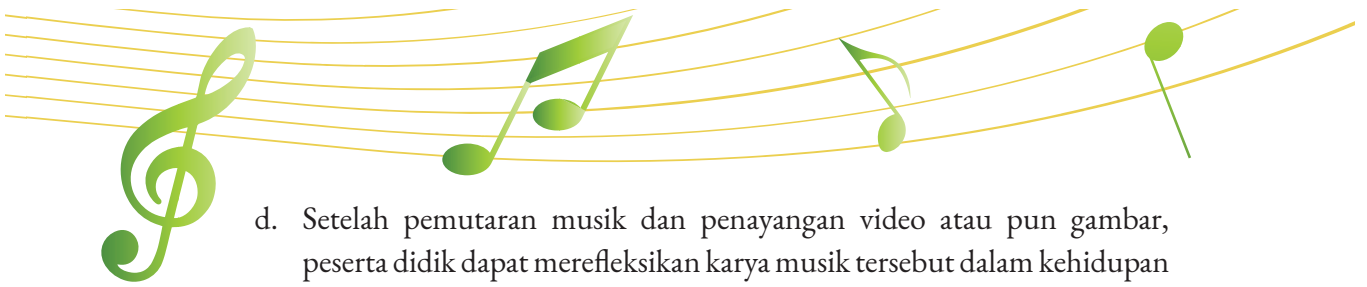 d. Setelah pemutaran musik dan penayangan video atau pun gambar,
peserta didik dapat merefleksikan karya musik tersebut dalam kehidupan